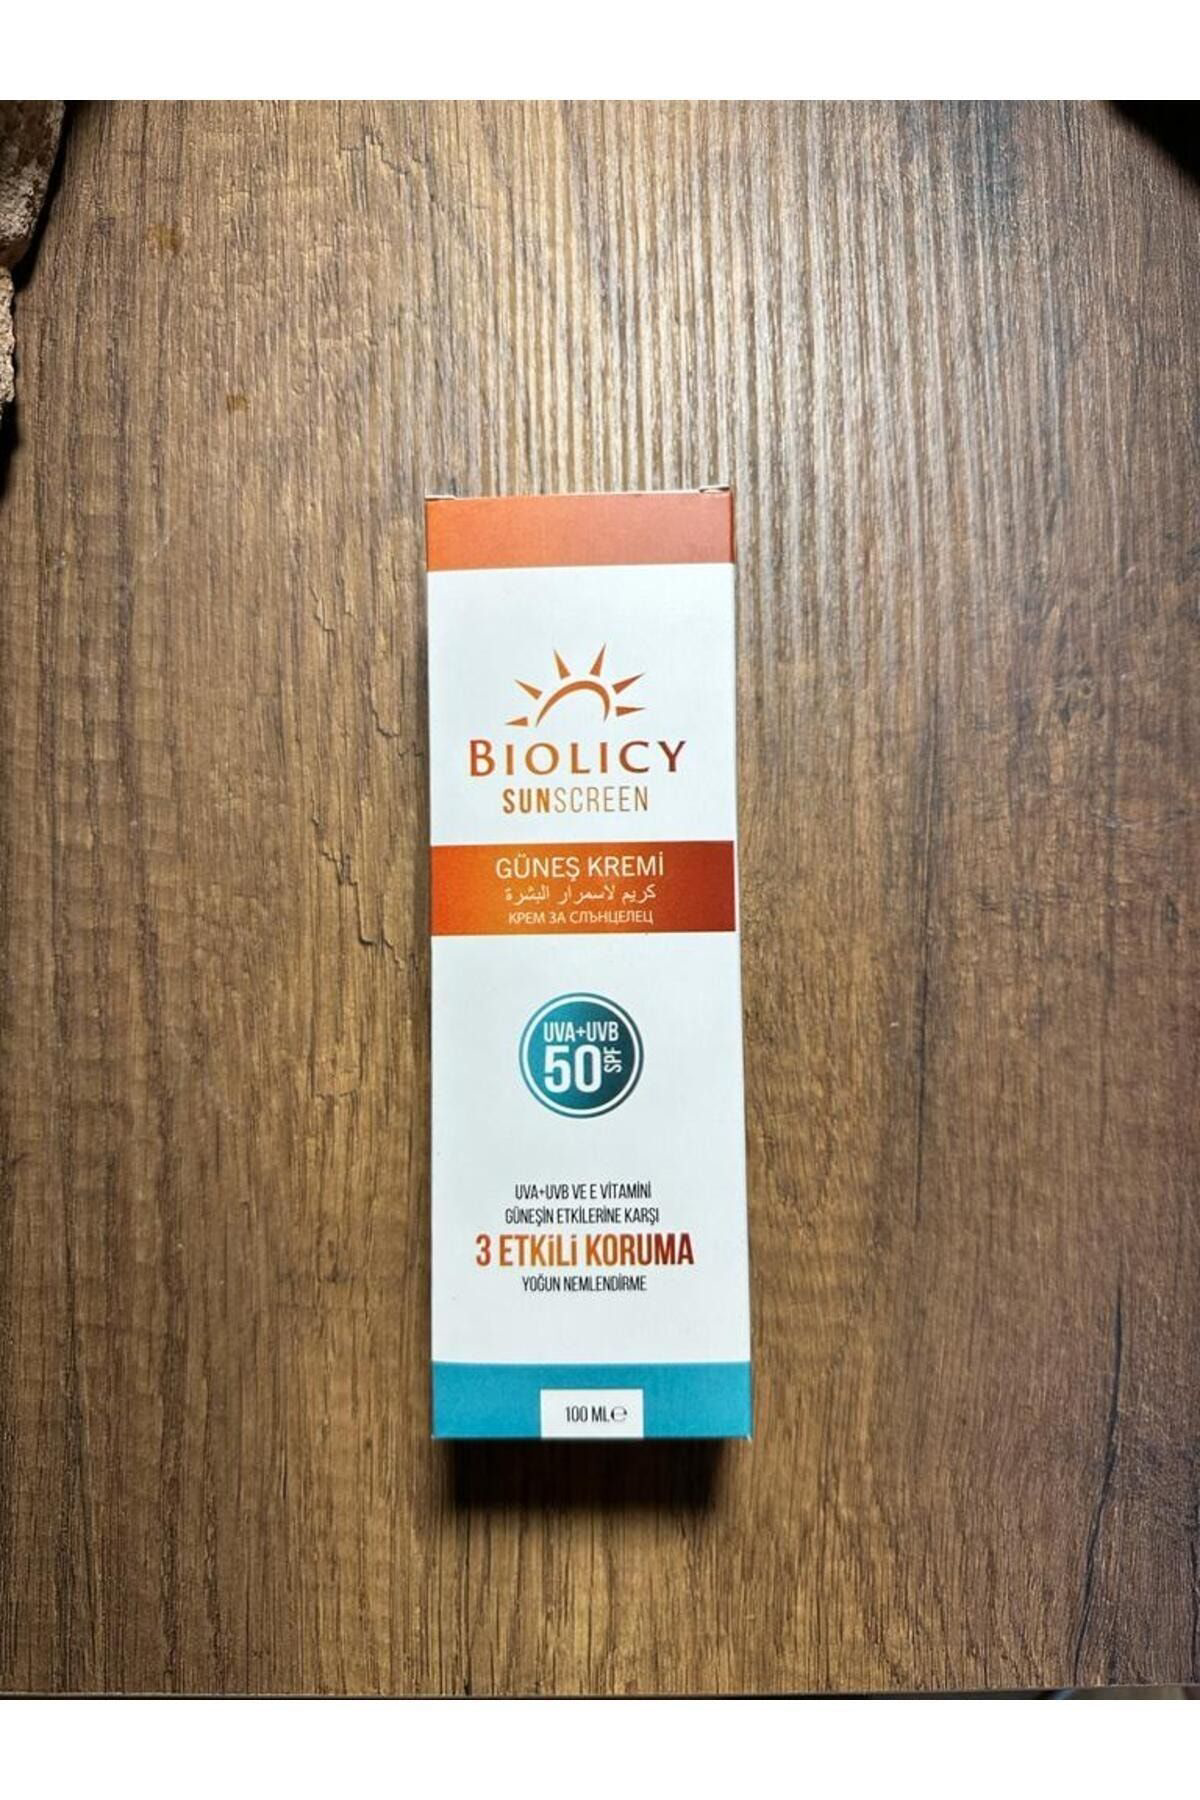 BIOLICY
SUNSCREEN
GÜNEŞ KREMİ
كريم لاسمرار البشرة
КРЕМ ЗА СЛЪНЦЕЛЕЦ
UVA+UVB
50 SPF
UVA+UVB VE E VİTAMİNİ
GÜNEŞİN ETKİLERİNE KARŞI
3 ETKİLİ KORUMA
YOĞUN NEMLENDİRME
100 ML ℮